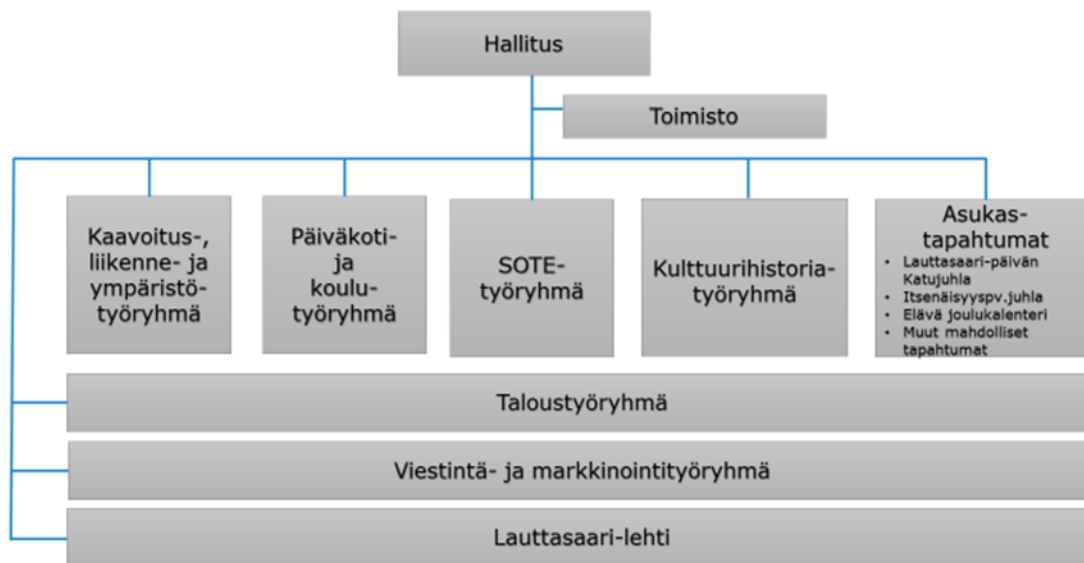 Hallitus
Toimisto
Kaavoitus-,
liikenne- ja
ympäristö-
työryhmä
Päiväkoti-
ja
koulu-
työryhmä
SOTE-
työryhmä
Kulttuurihistoria-
työryhmä
Asukas-
tapahtumat
• Lauttasaari-päivän
Katujuhla
• Itsenäisyyspv.juhla
• Elävä joulukalenteri
• Muut mahdolliset
tapahtumat
Taloustyöryhmä
Viestintä- ja markkinointityöryhmä
Lauttasaari-lehti